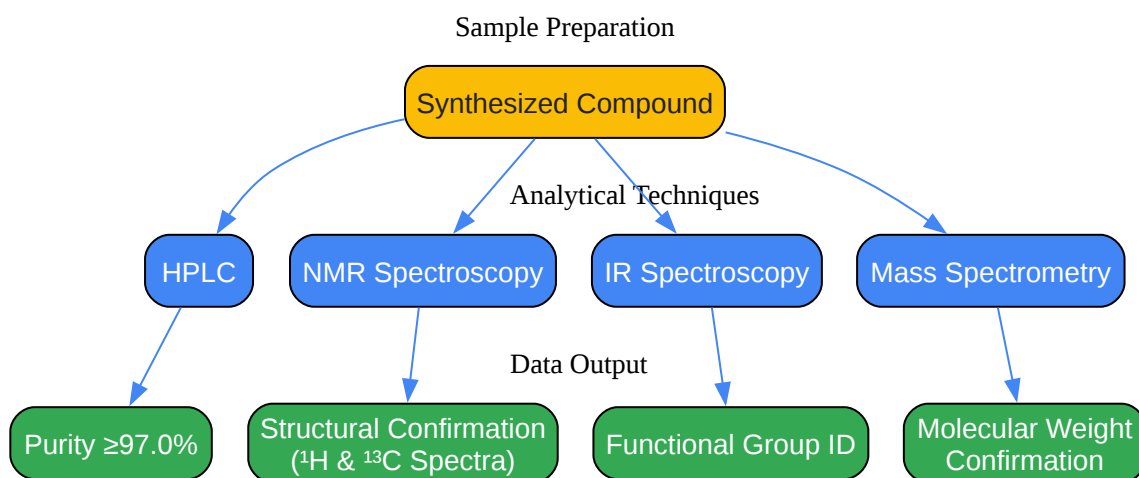 Sample Preparation
Synthesized Compound
Analytical Techniques
HPLC
NMR Spectroscopy
IR Spectroscopy
Mass Spectrometry
Data Output
Purity ≥97.0%
Structural Confirmation
(¹H & ¹³C Spectra)
Functional Group ID
Molecular Weight
Confirmation